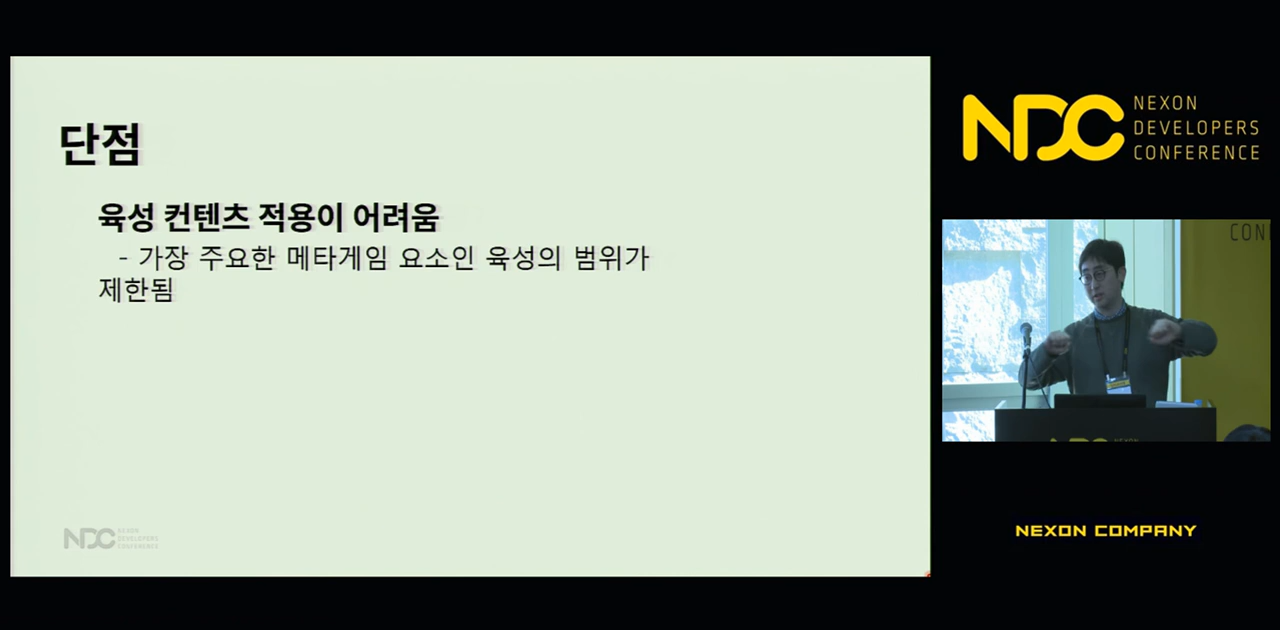 단점
육성 컨텐츠 적용이 어려움
- 가장 주요한 메타게임 요소인 육성의 범위가
제한됨
NDC
NEXON
DEVELOPERS
CONFERENCE
NDC
NEXON
DEVELOPERS
CONFERENCE
CON
NEXON COMPANY